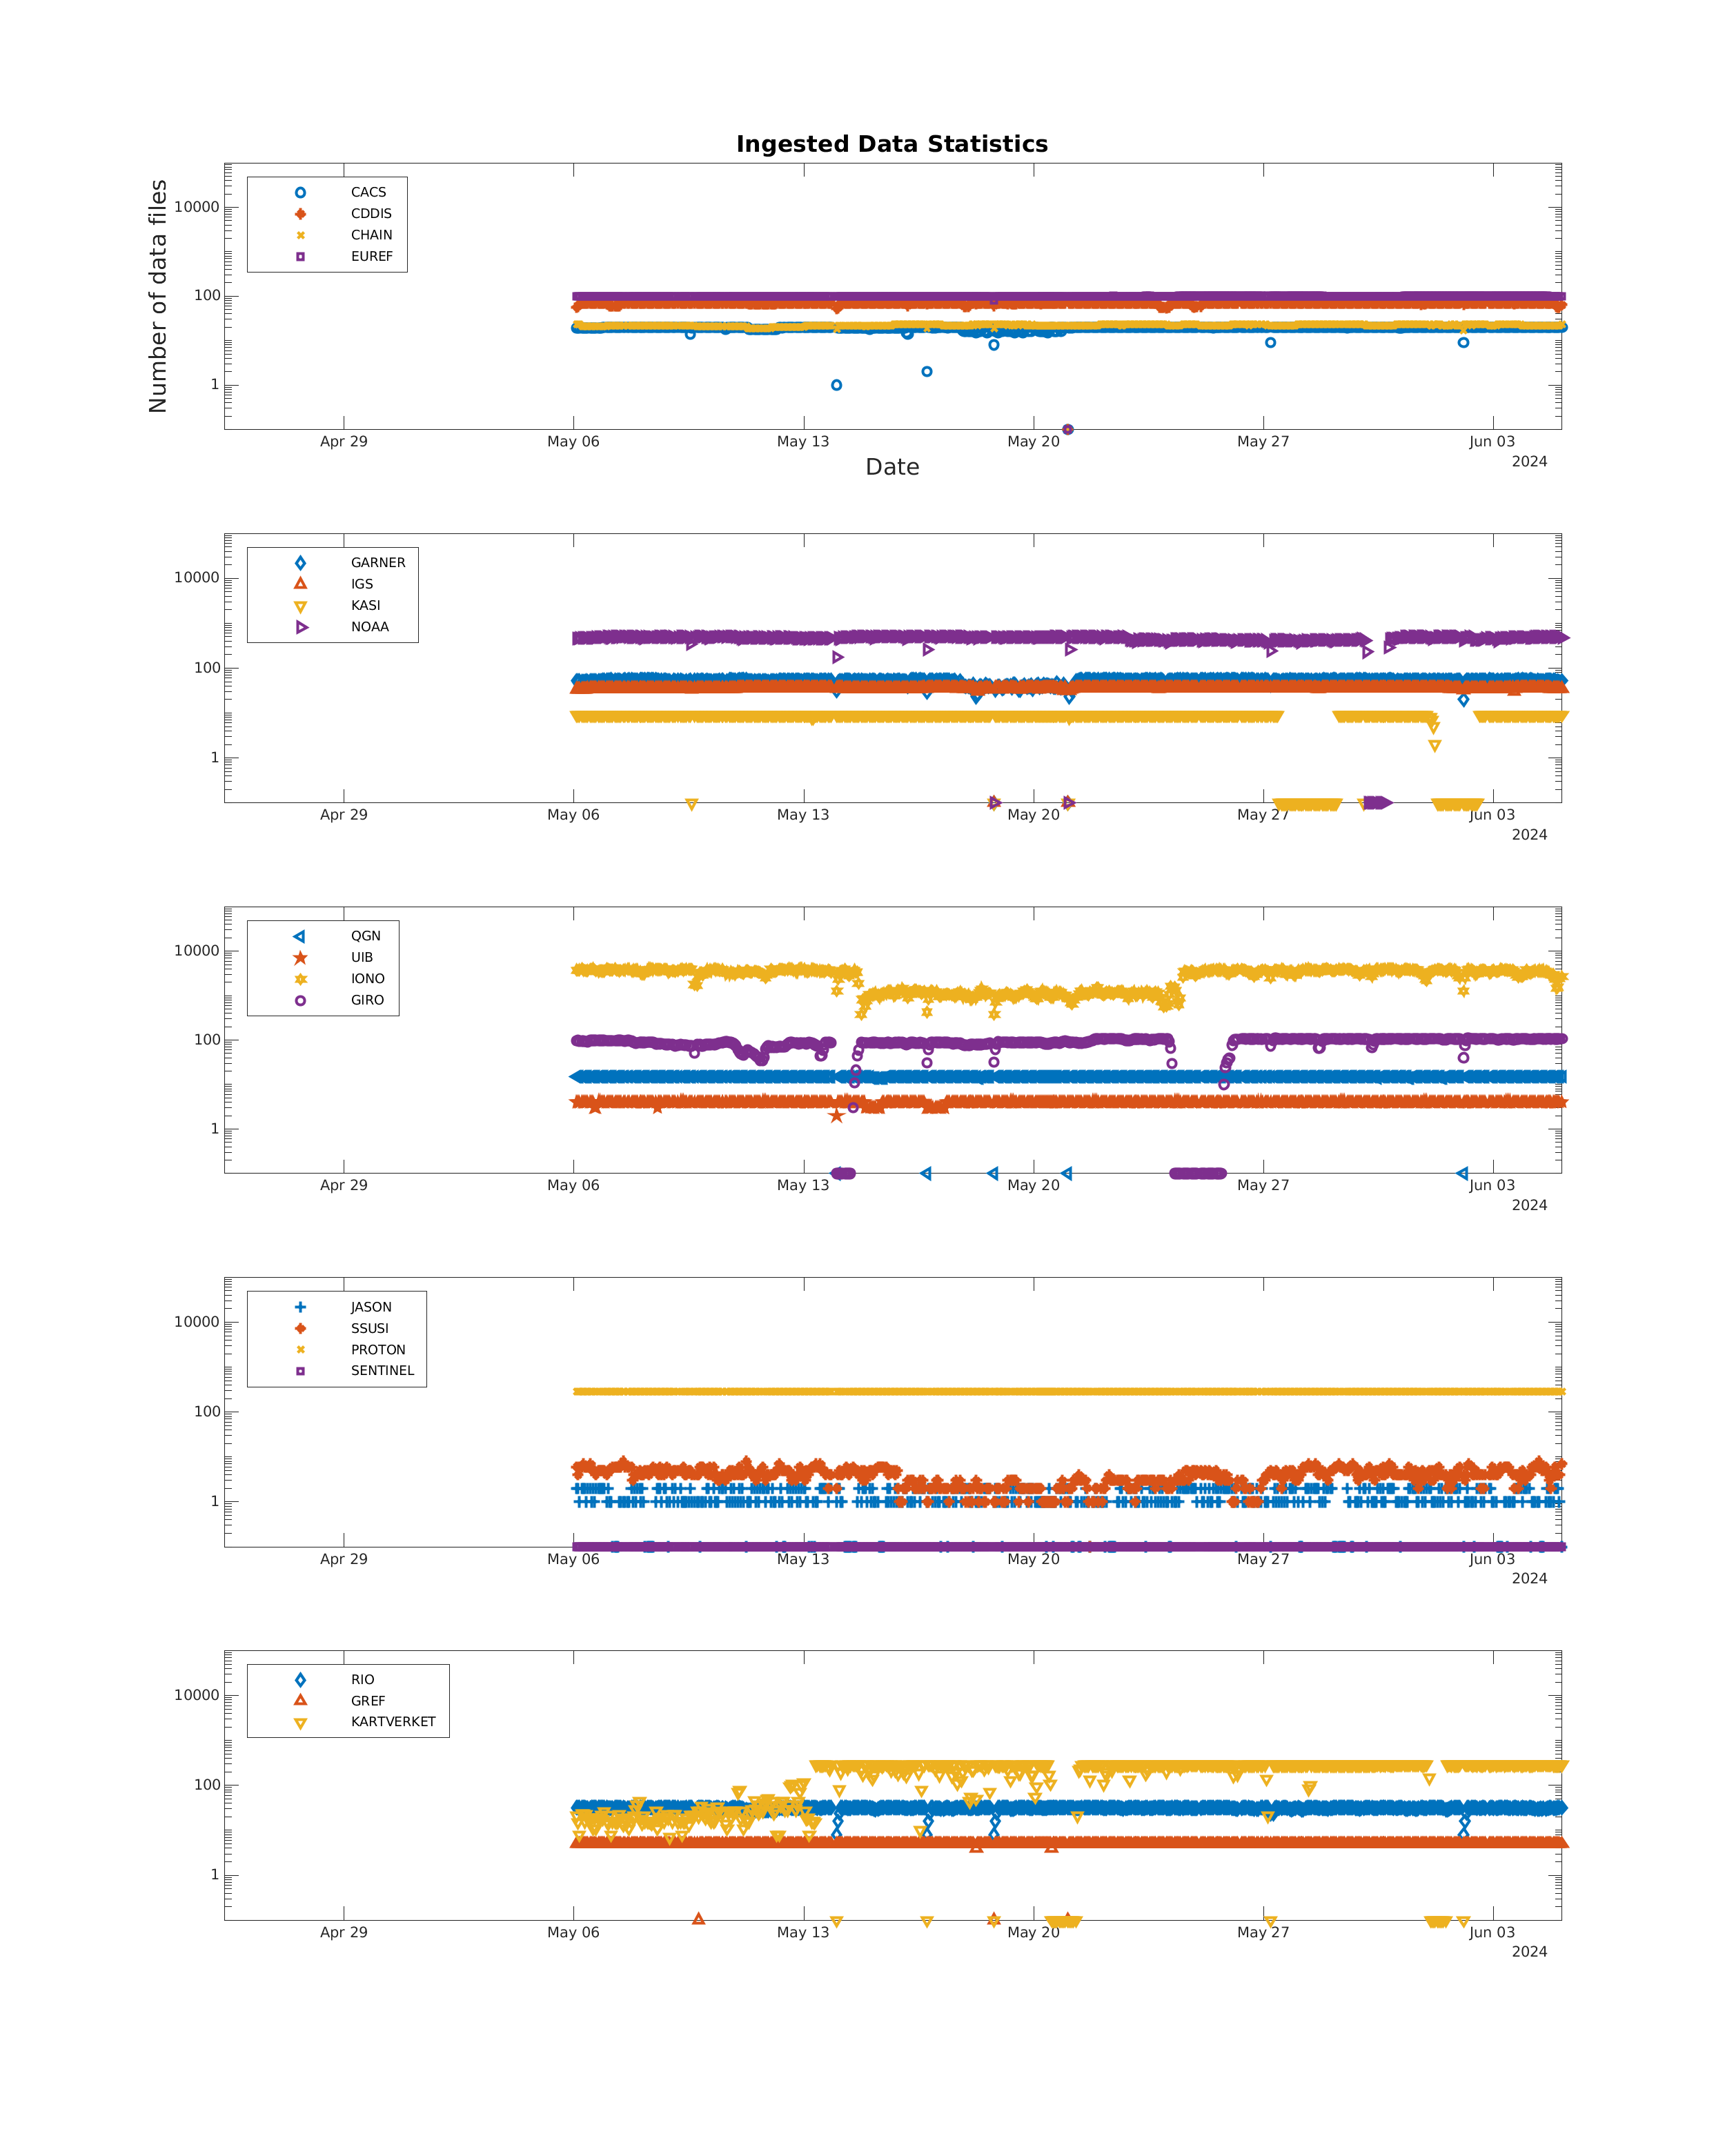 Ingested Data Statistics
Number of data files
10000
100
1
CACS
CDDIS
CHAIN
EUREF
Apr 29 May 06 May 13 May 20 May 27 Jun 03
2024
Date
10000
100
1
GARNER
IGS
KASI
NOAA
Apr 29 May 06 May 13 May 20 May 27 Jun 03
2024
10000
100
1
QGN
UIB
IONO
GIRO
Apr 29 May 06 May 13 May 20 May 27 Jun 03
2024
10000
100
1
JASON
SSUSI
PROTON
SENTINEL
Apr 29 May 06 May 13 May 20 May 27 Jun 03
2024
10000
100
1
RIO
GREF
KARTVERKET
Apr 29 May 06 May 13 May 20 May 27 Jun 03
2024